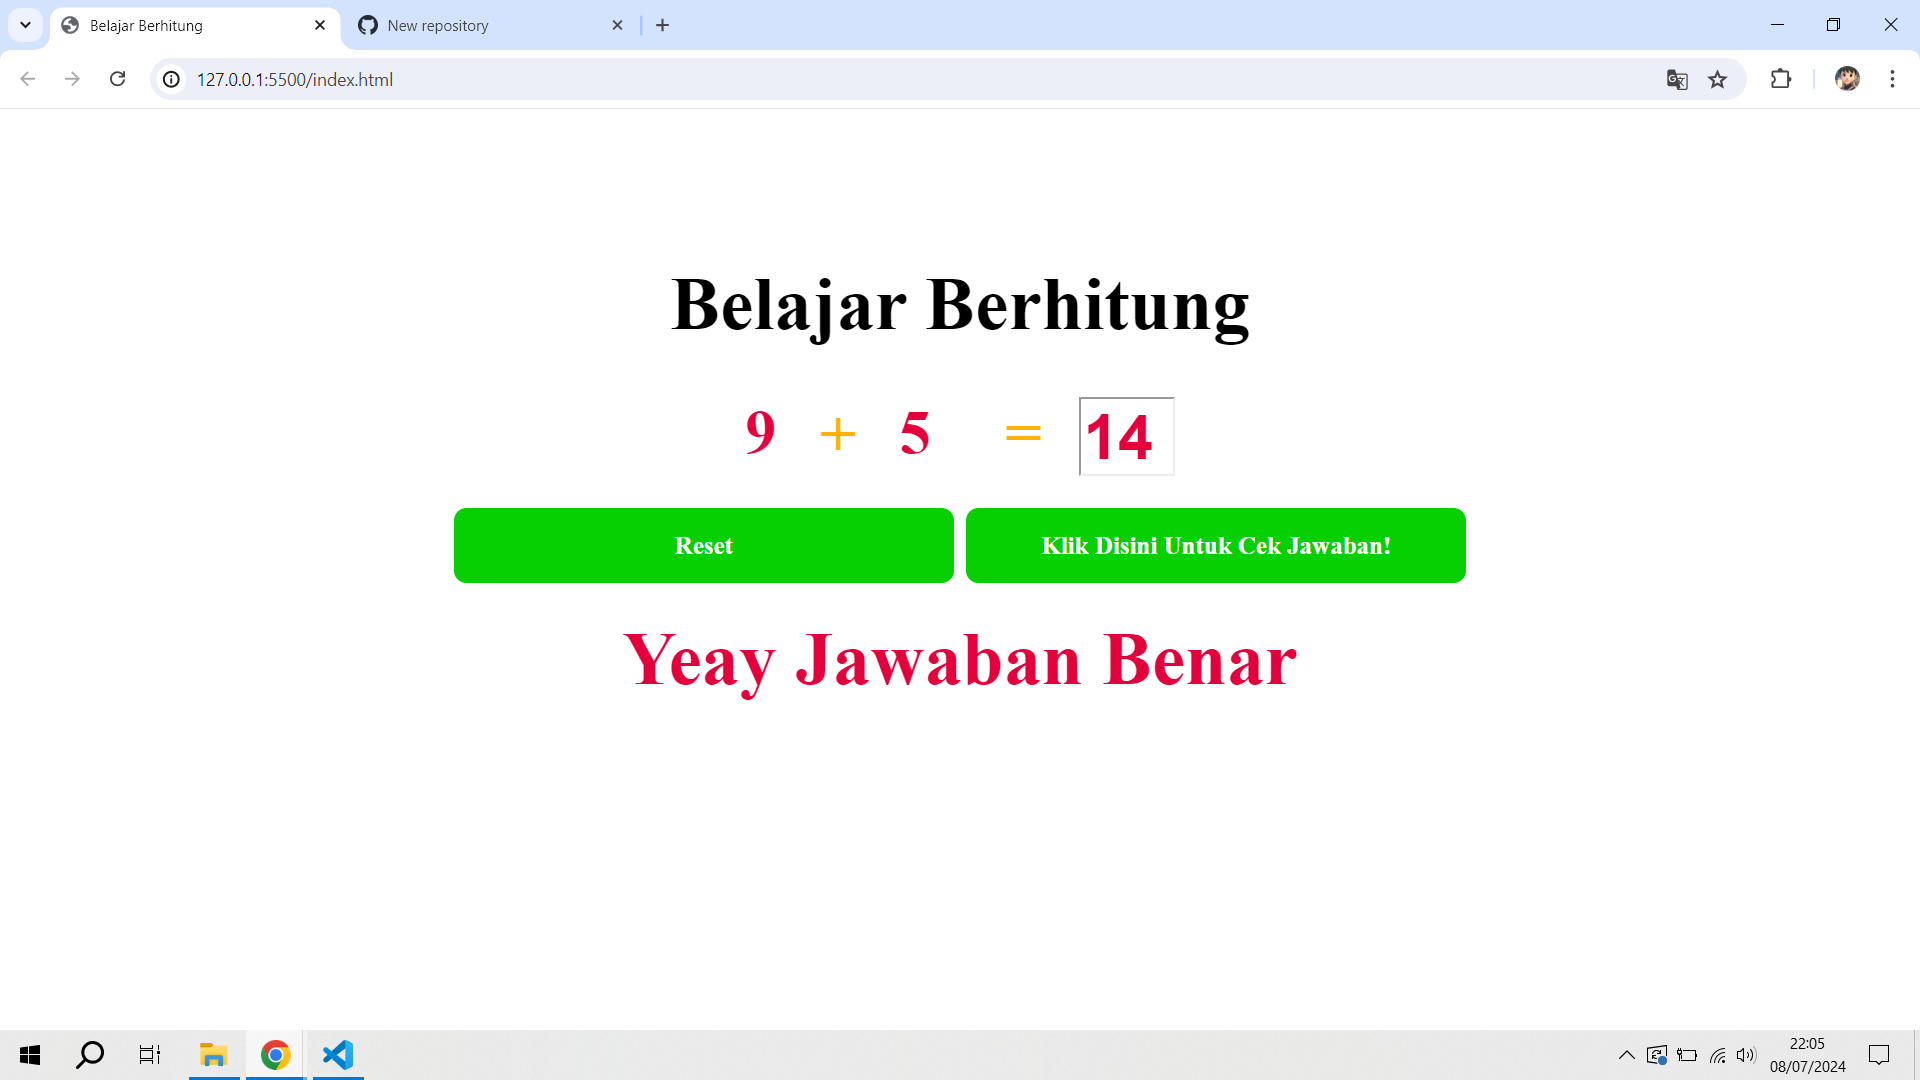 Belajar Berhitung
New repository
127.0.0.1:5500/index.html
Belajar Berhitung
9 + 5 = 14
Reset
Klik Disini Untuk Cek Jawaban!
Yeay Jawaban Benar
22:05
08/07/2024